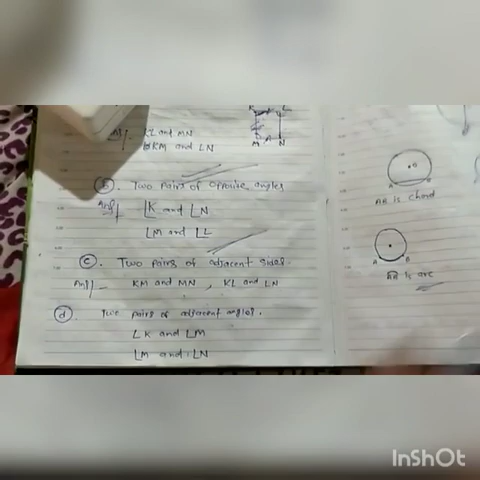 K L
M N
Ans. KL and MN
KM and LN
(b). Two pairs of opposite angles
Ans. ∠K and ∠N
∠M and ∠L
(c). Two pairs of adjacent sides.
Ans. KM and MN, KL and LN
(d). Two pairs of adjacent angles.
∠K and ∠M
∠M and ∠N
O
A B
AB is chord
A B
AB is arc
InShOt